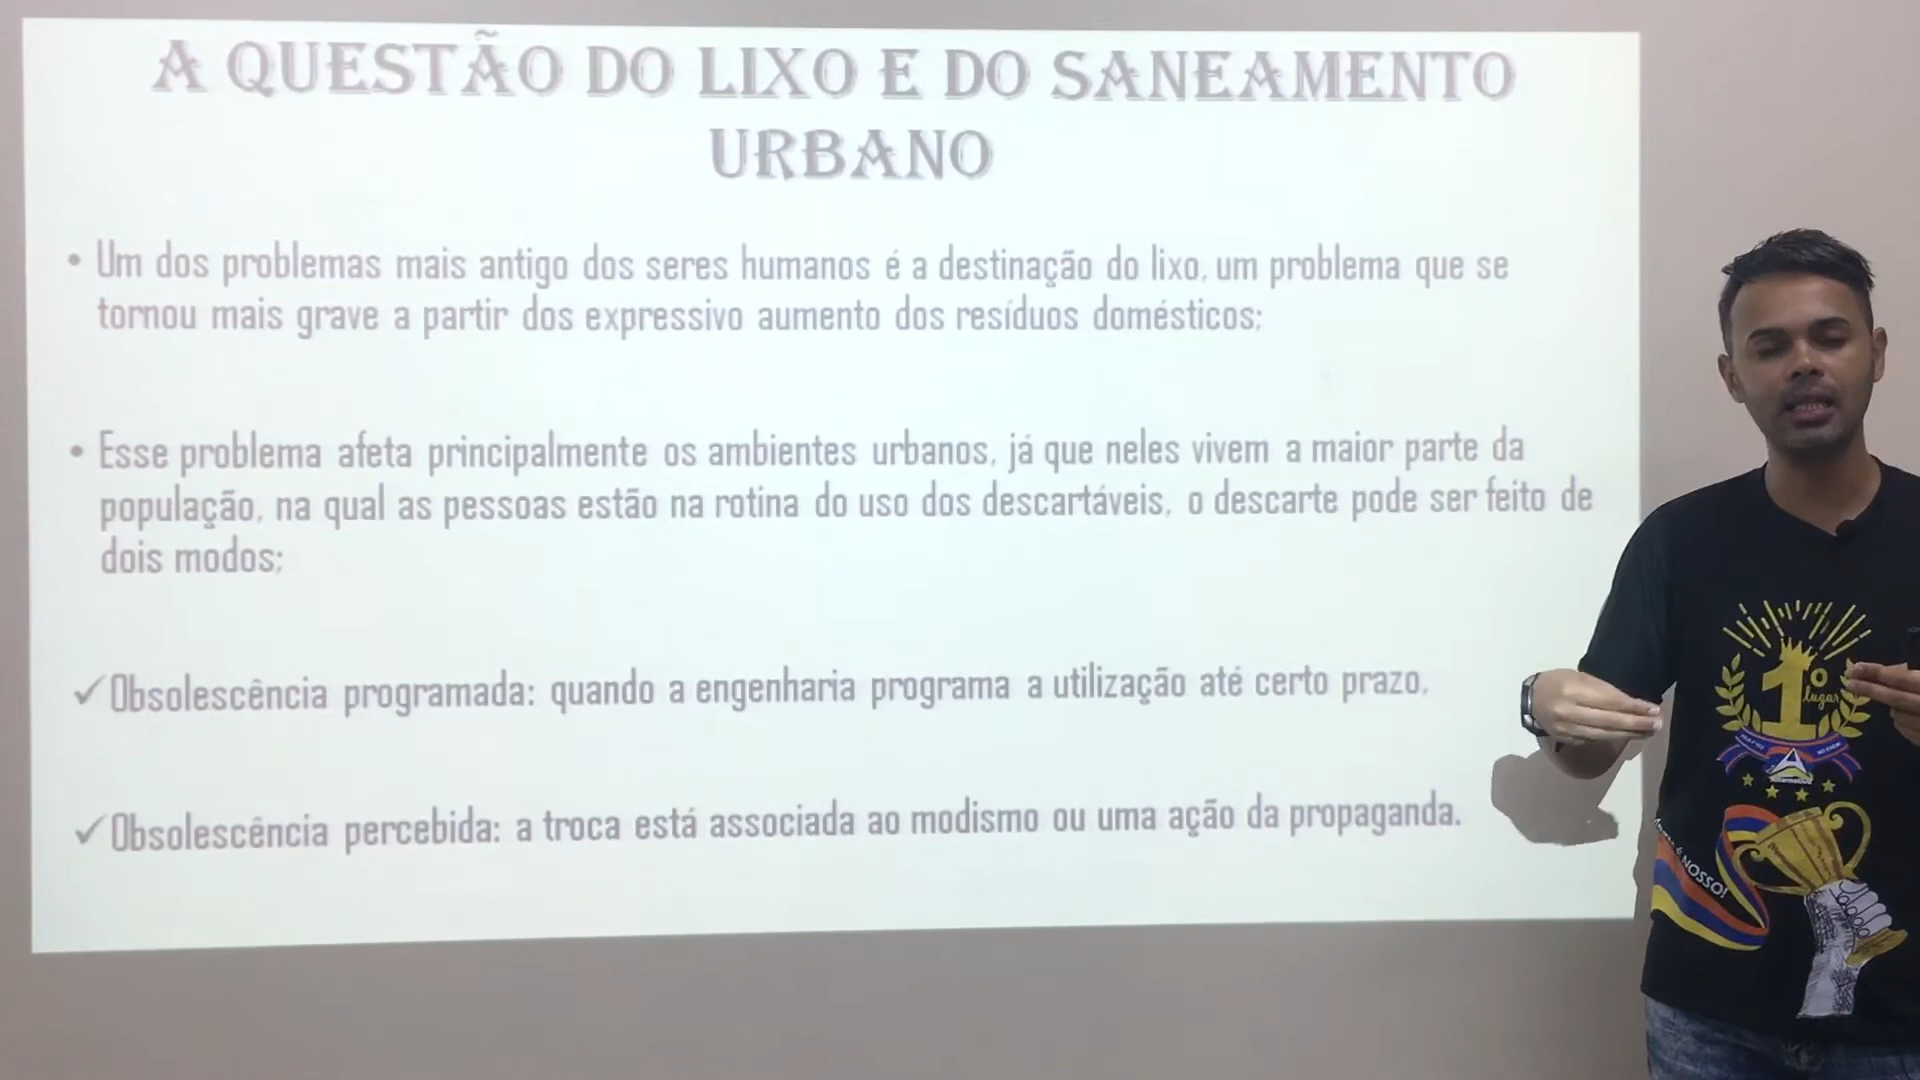 A QUESTÃO DO LIXO E DO SANEAMENTO
URBANO
• Um dos problemas mais antigo dos seres humanos é a destinação do lixo, um problema que se
tornou mais grave a partir dos expressivo aumento dos resíduos domésticos;
• Esse problema afeta principalmente os ambientes urbanos, já que neles vivem a maior parte da
população, na qual as pessoas estão na rotina do uso dos descartáveis, o descarte pode ser feito de
dois modos;
✓Obsolescência programada: quando a engenharia programa a utilização até certo prazo,
✓Obsolescência percebida: a troca está associada ao modismo ou uma ação da propaganda.
1º
lugar
NOSSO!